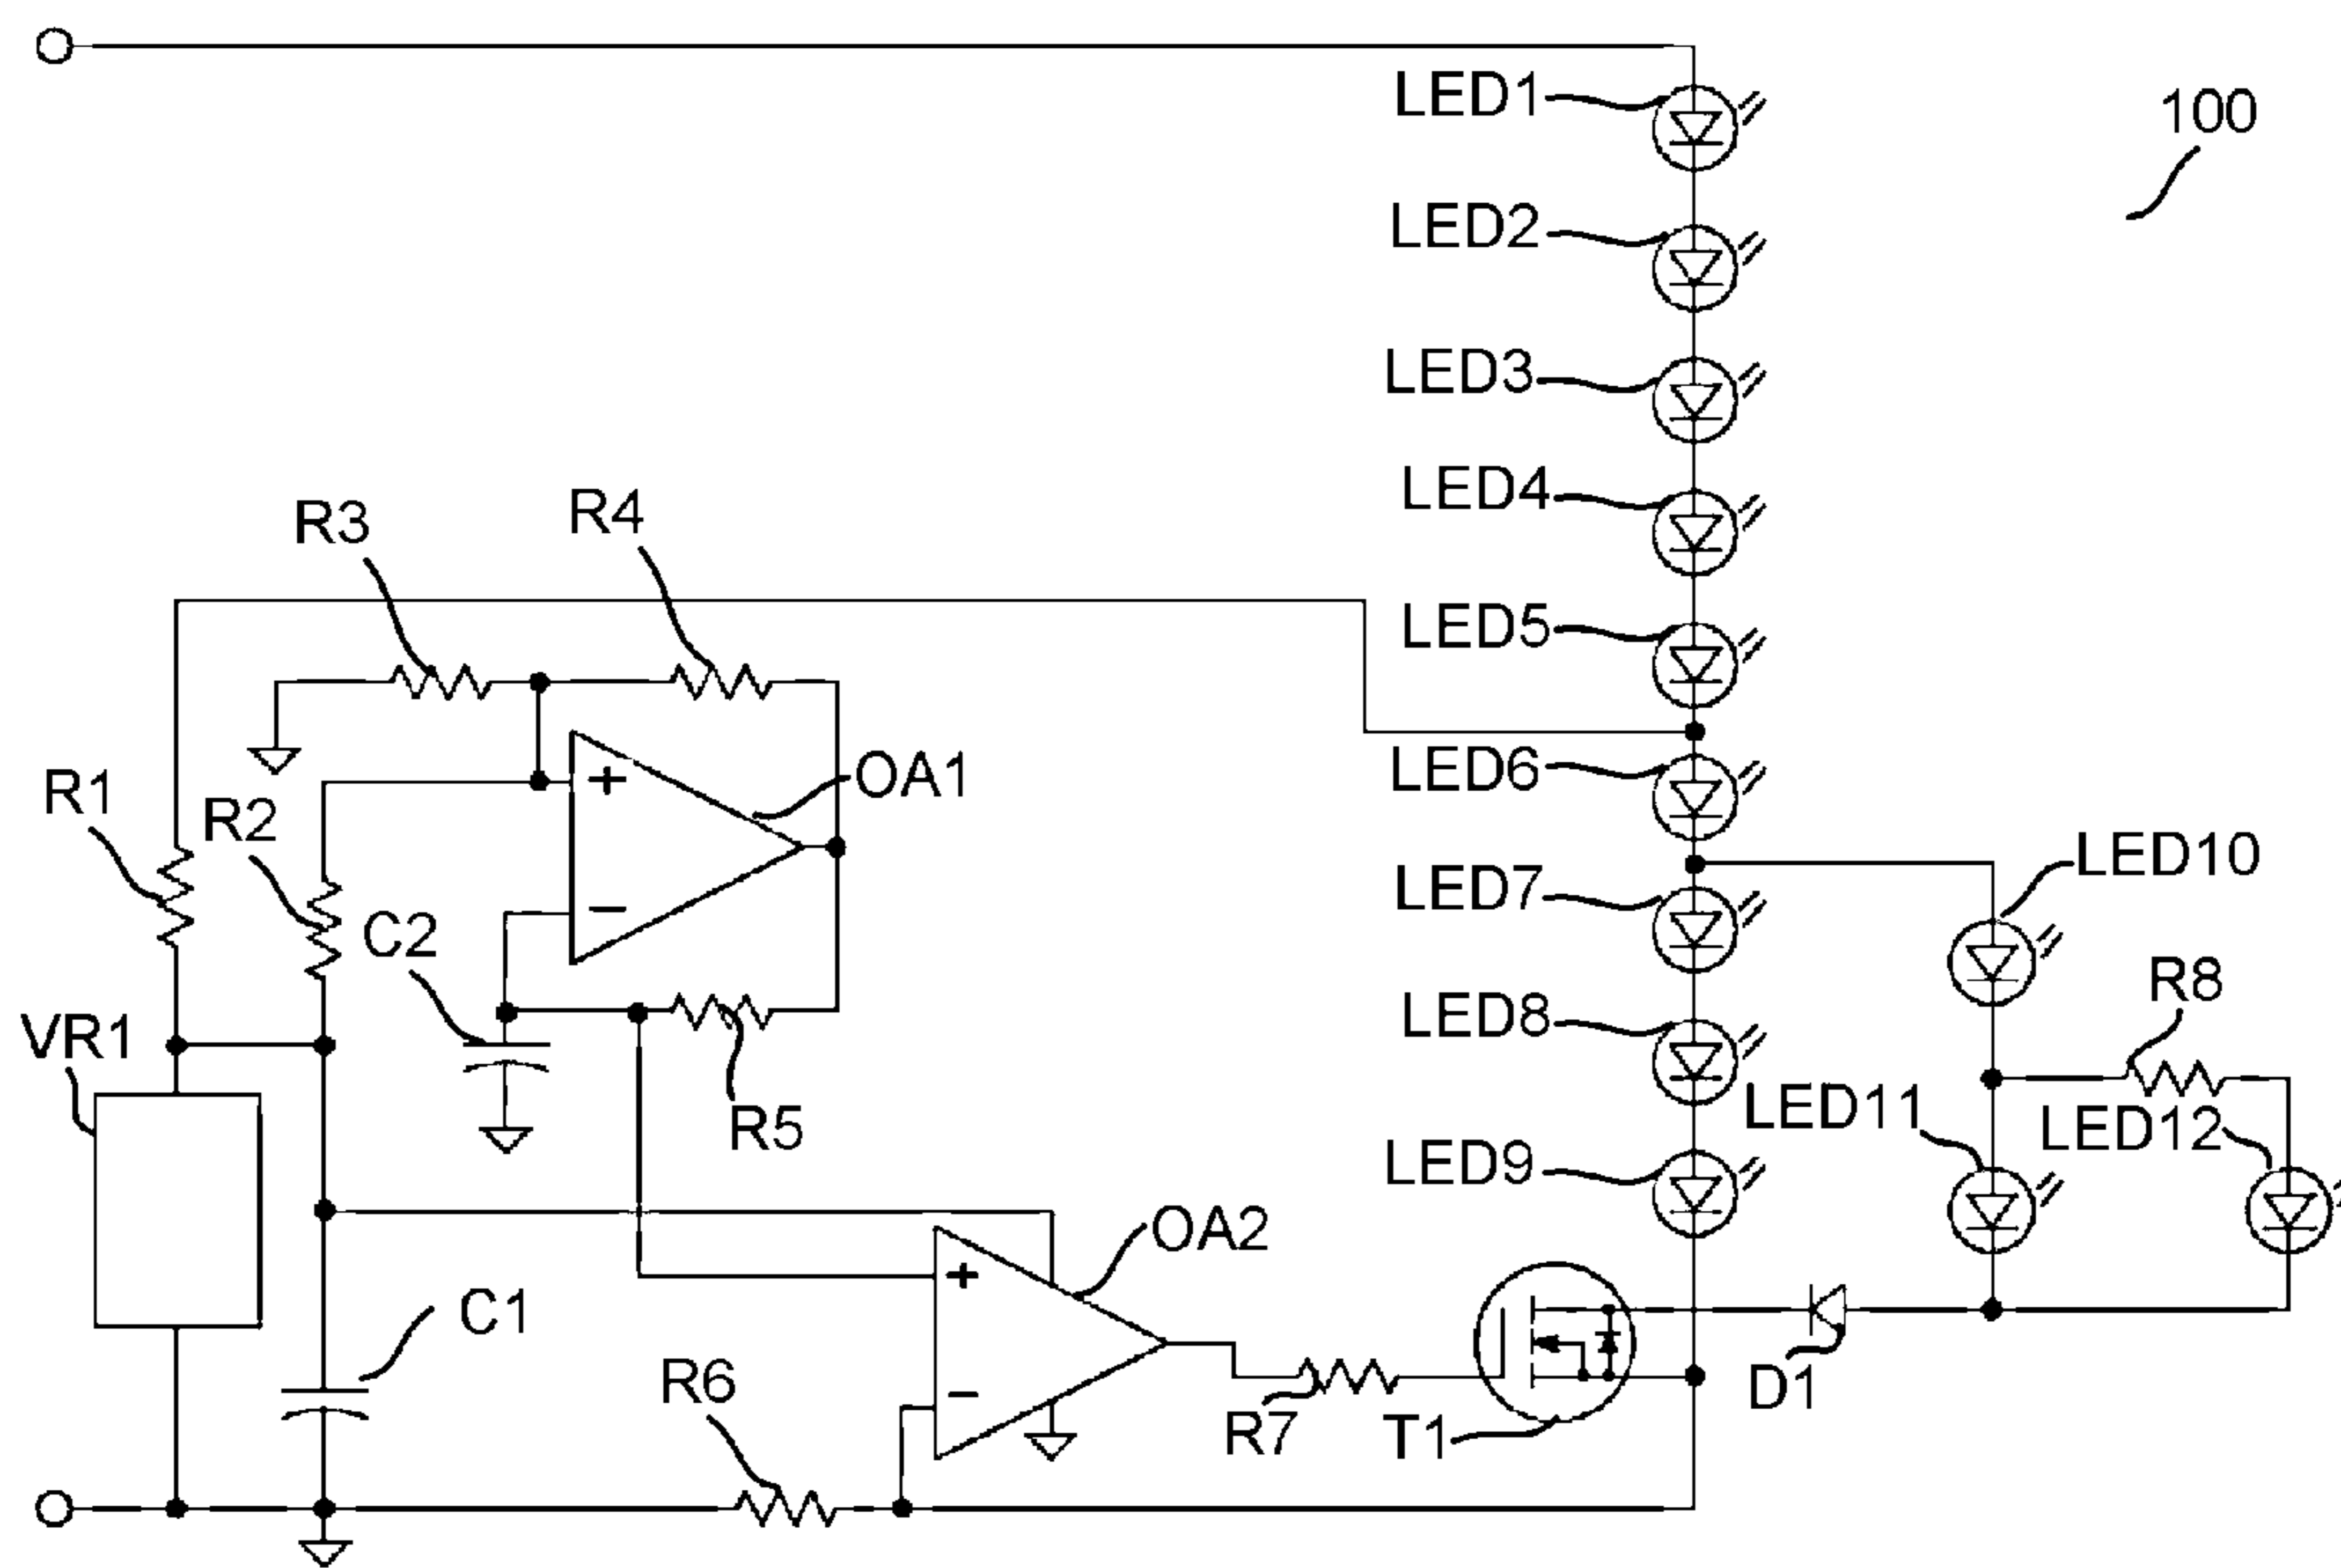 LED1
100
LED2
LED3
LED4
R3
R4
LED5
LED6
OA1
R1
R2
LED10
LED7
C2
R8
LED8
VR1
R5
LED11
LED12
LED9
+
−
OA2
C1
+
−
R6
R7
T1
D1